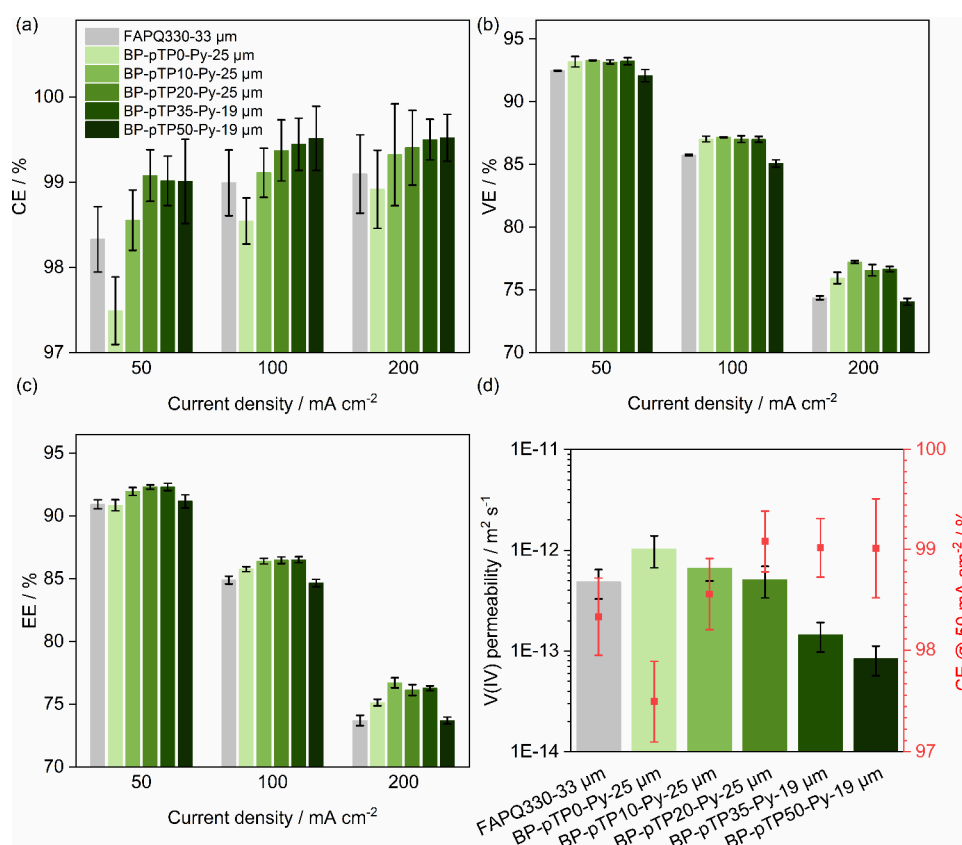 (a)
FAPQ330-33 μm
BP-pTP0-Py-25 μm
BP-pTP10-Py-25 μm
BP-pTP20-Py-25 μm
BP-pTP35-Py-19 μm
BP-pTP50-Py-19 μm
100
99
98
97
CE / %
50 100 200
Current density / mA cm⁻²
(b)
95
90
85
80
75
70
VE / %
50 100 200
Current density / mA cm⁻²
(c)
95
90
85
80
75
70
EE / %
50 100 200
Current density / mA cm⁻²
(d)
1E-11
1E-12
1E-13
1E-14
V(IV) permeability / m² s⁻¹
100
99
98
97
CE @ 50 mA cm⁻² / %
FAPQ330-33 μm
BP-pTP0-Py-25 μm
BP-pTP10-Py-25 μm
BP-pTP20-Py-25 μm
BP-pTP35-Py-19 μm
BP-pTP50-Py-19 μm